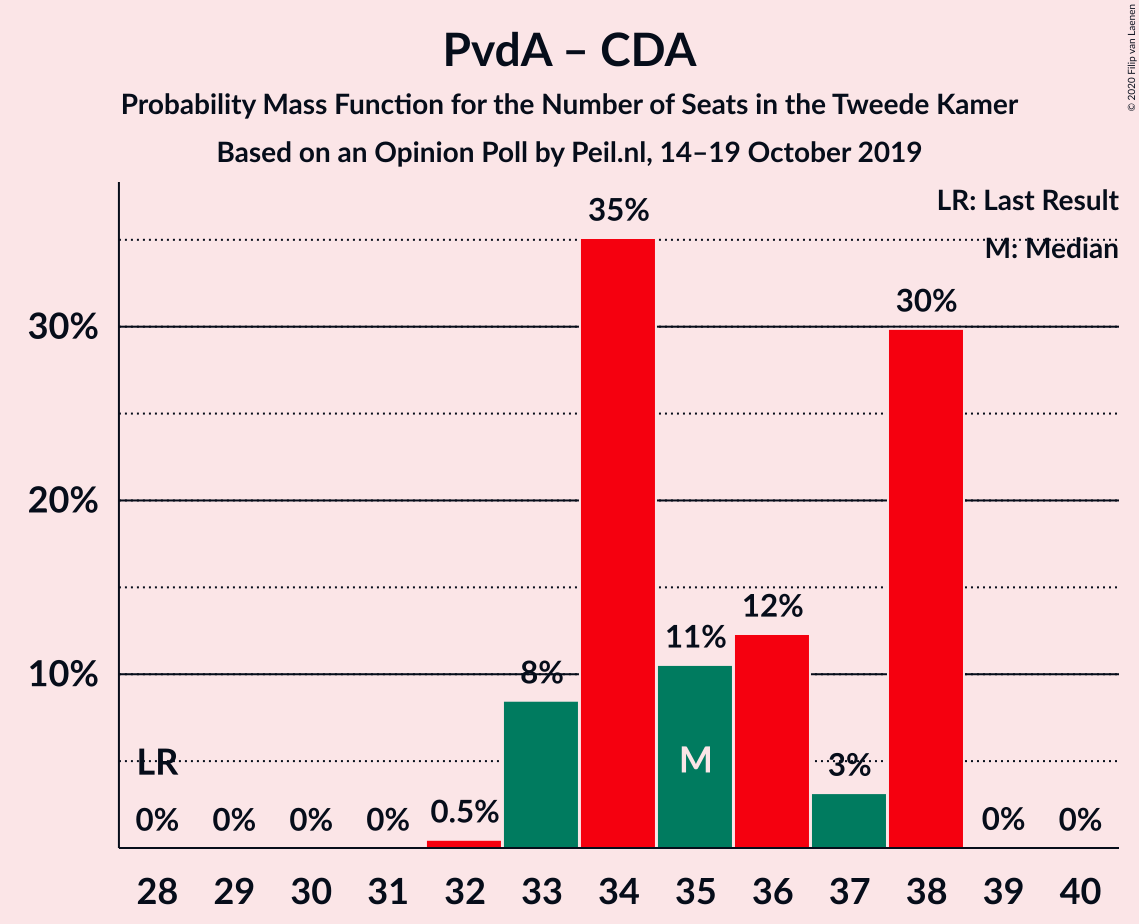 PvdA – CDA
Probability Mass Function for the Number of Seats in the Tweede Kamer
Based on an Opinion Poll by Peil.nl, 14–19 October 2019
© 2020 Filip van Laenen
LR: Last Result
M: Median
35%
30%
30%
20%
12%
11%
10%
8%
LR
M
3%
0%
0%
0%
0%
0.5%
0%
0%
28 29 30 31 32 33 34 35 36 37 38 39 40